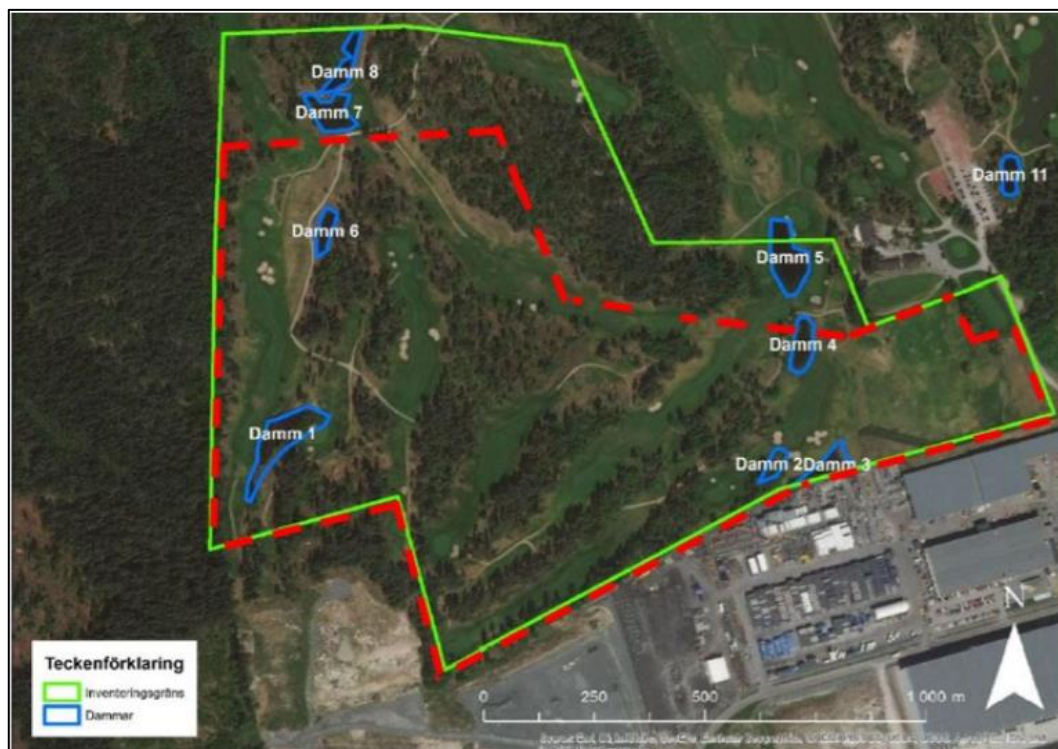 Damm 8
Damm 7
Damm 11
Damm 6
Damm 5
Damm 4
Damm 1
Damm 2
Damm 3
N
Teckenförklaring
Inventeringsgräns
Dammar
0 250 500 1 000 m